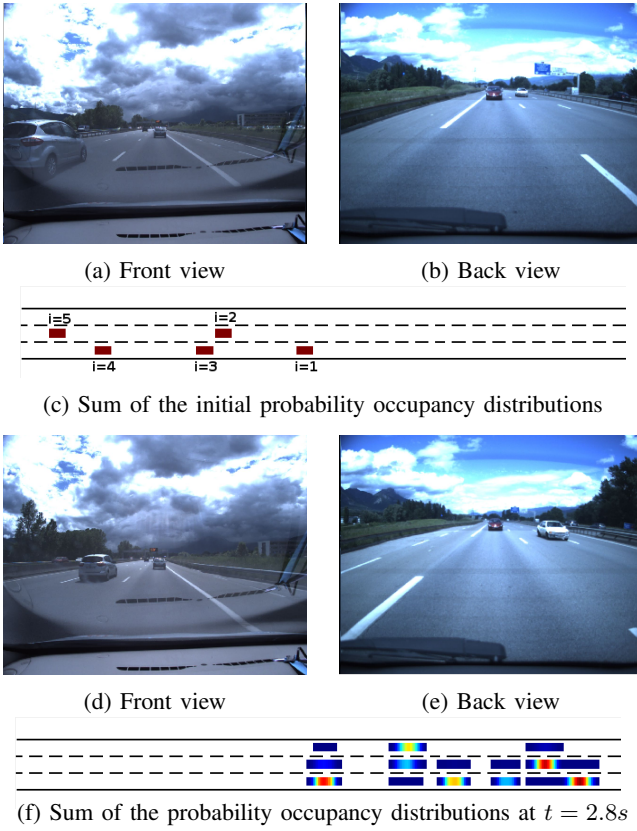 (a) Front view
(b) Back view
i=5
i=2
i=4
i=3
i=1
(c) Sum of the initial probability occupancy distributions
(d) Front view
(e) Back view
(f) Sum of the probability occupancy distributions at t = 2.8s